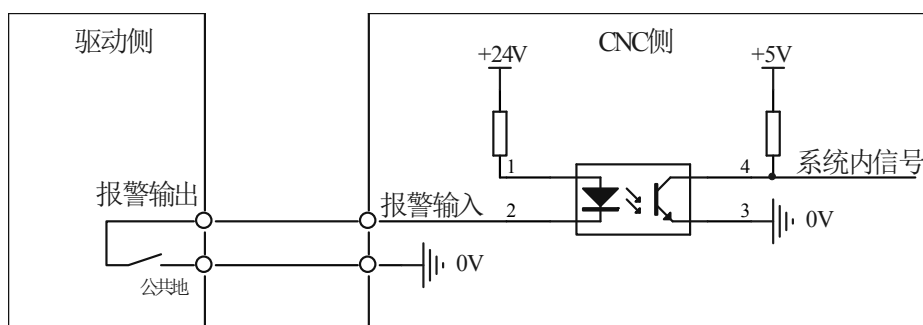 驱动侧
CNC侧
+24V
+5V
1
4
系统内信号
报警输出
报警输入
2
3
0V
公共地
0V